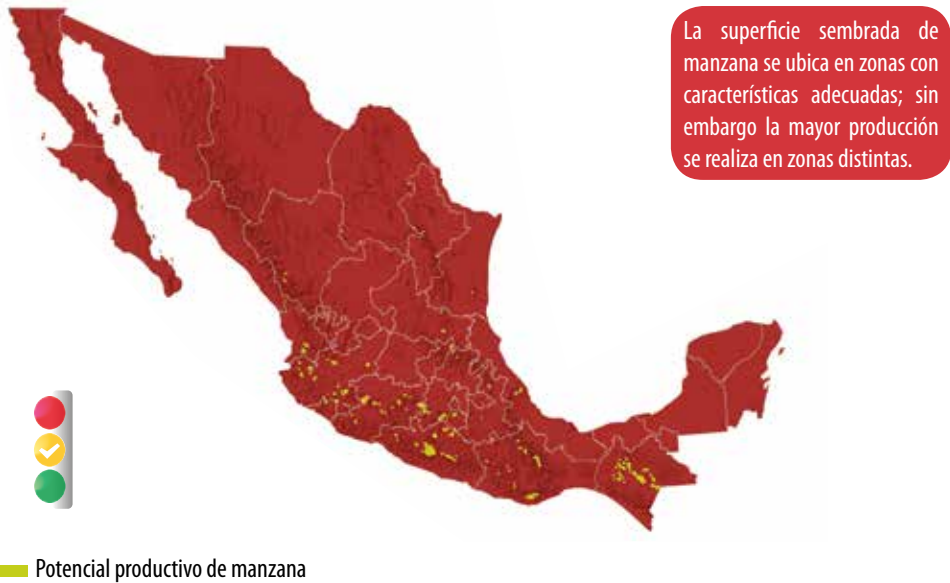 La superficie sembrada de
manzana se ubica en zonas con
características adecuadas; sin
embargo la mayor producción
se realiza en zonas distintas.
Potencial productivo de manzana